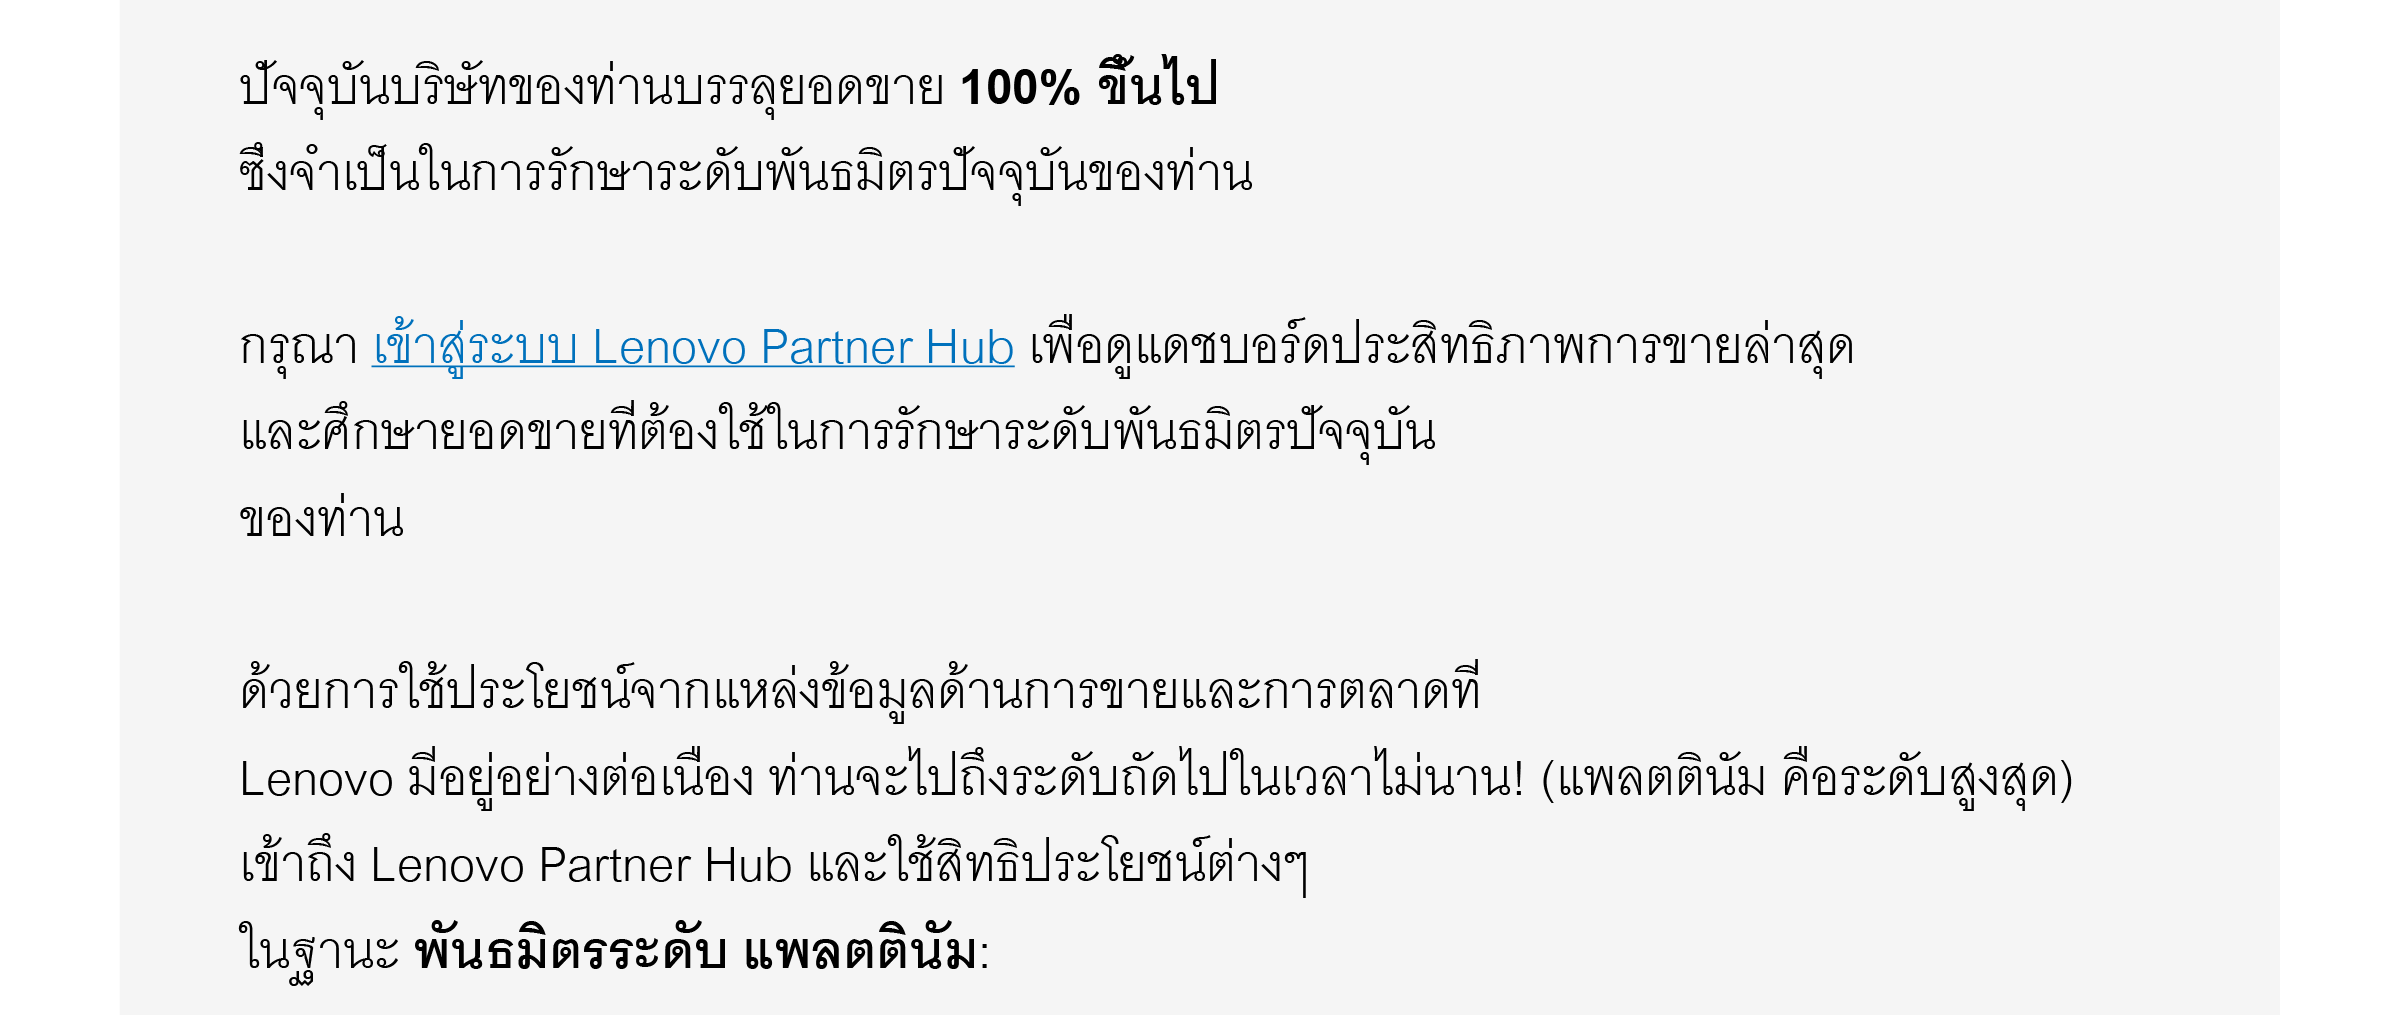 ปัจจุบันบริษัทของท่านบรรลุยอดขาย 100% ขึ้นไป
ซึ่งจำเป็นในการรักษาระดับพันธมิตรปัจจุบันของท่าน
กรุณา เข้าสู่ระบบ Lenovo Partner Hub เพื่อดูแดชบอร์ดประสิทธิภาพการขายล่าสุด
และศึกษายอดขายที่ต้องใช้ในการรักษาระดับพันธมิตรปัจจุบัน
ของท่าน
ด้วยการใช้ประโยชน์จากแหล่งข้อมูลด้านการขายและการตลาดที่
Lenovo มีอยู่อย่างต่อเนื่อง ท่านจะไปถึงระดับถัดไปในเวลาไม่นาน! (แพลตตินัม คือระดับสูงสุด)
เข้าถึง Lenovo Partner Hub และใช้สิทธิประโยชน์ต่างๆ
ในฐานะ พันธมิตรระดับ แพลตตินัม: